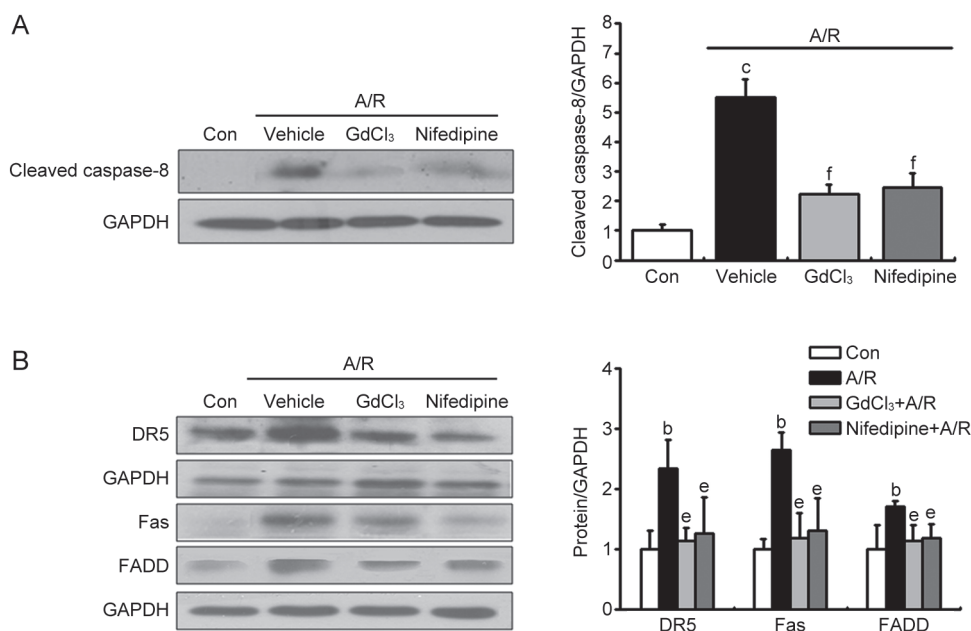 A
A/R
Con Vehicle GdCl₃ Nifedipine
Cleaved caspase-8
GAPDH
Cleaved caspase-8/GAPDH
8
7
6
5
4
3
2
1
0
A/R
c
f
f
Con Vehicle GdCl₃ Nifedipine
B
A/R
Con Vehicle GdCl₃ Nifedipine
DR5
GAPDH
Fas
FADD
GAPDH
Con
A/R
GdCl₃+A/R
Nifedipine+A/R
Protein/GAPDH
4
2
1
0
b
e
e
b
e
e
b
e
e
DR5 Fas FADD